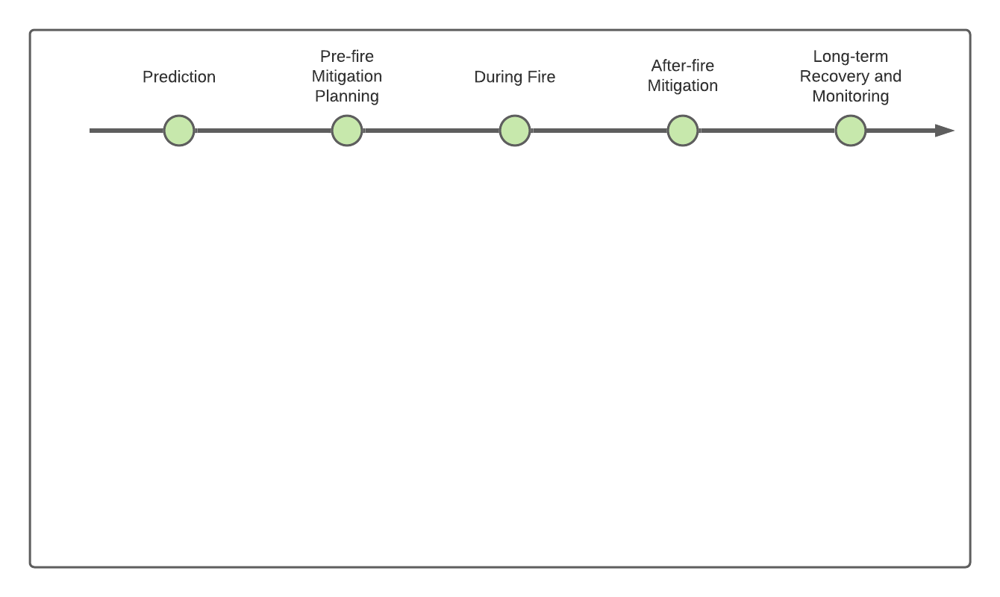 Prediction
Pre-fire
Mitigation
Planning
During Fire
After-fire
Mitigation
Long-term
Recovery and
Monitoring